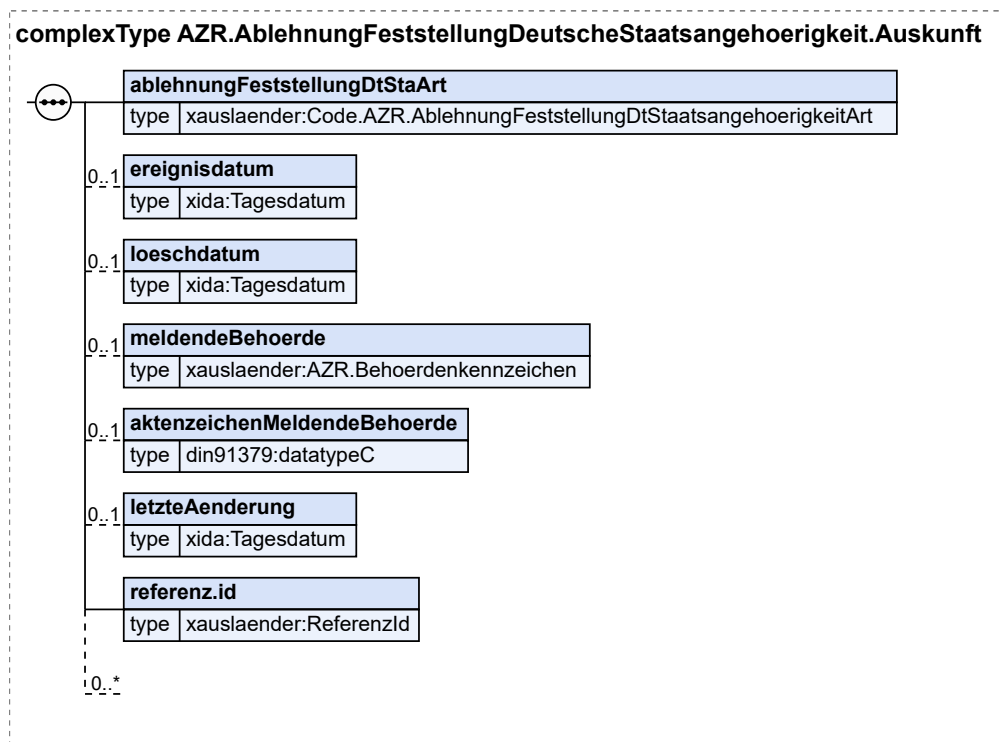 complexType AZR.AblehnungFeststellungDeutscheStaatsangehoerigkeit.Auskunft
ablehnungFeststellungDtStaArt
type xauslaender:Code.AZR.AblehnungFeststellungDtStaatsangehoerigkeitArt
0..1 ereignisdatum
type xida:Tagesdatum
0..1 loeschdatum
type xida:Tagesdatum
0..1 meldendeBehoerde
type xauslaender:AZR.Behoerdenkennzeichen
0..1 aktenzeichenMeldendeBehoerde
type din91379:datatypeC
0..1 letzteAenderung
type xida:Tagesdatum
referenz.id
type xauslaender:ReferenzId
0..*